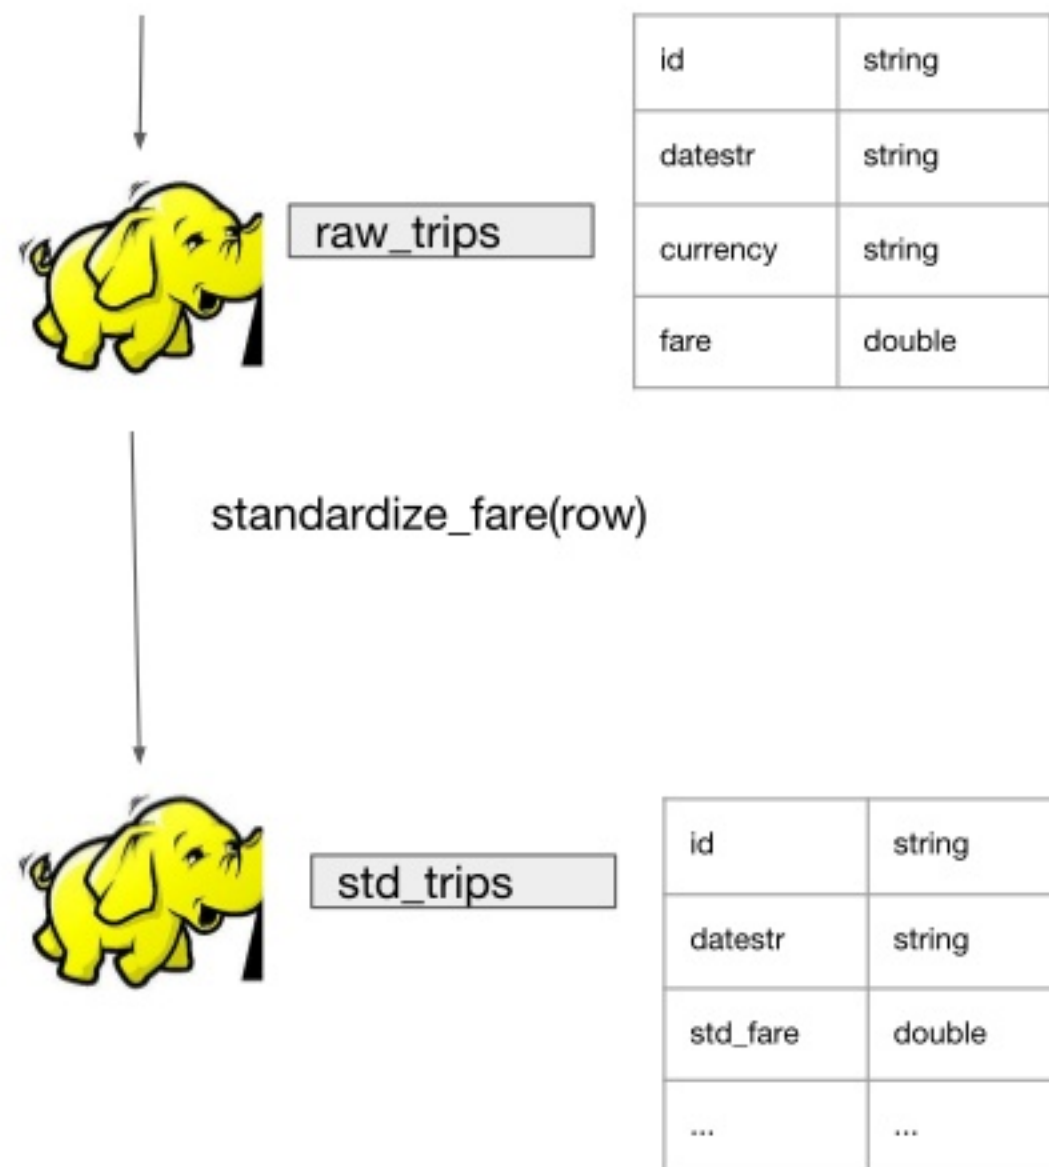 id string
datestr string
raw_trips
currency string
fare double
standardize_fare(row)
id string
std_trips
datestr string
std_fare double
... ...